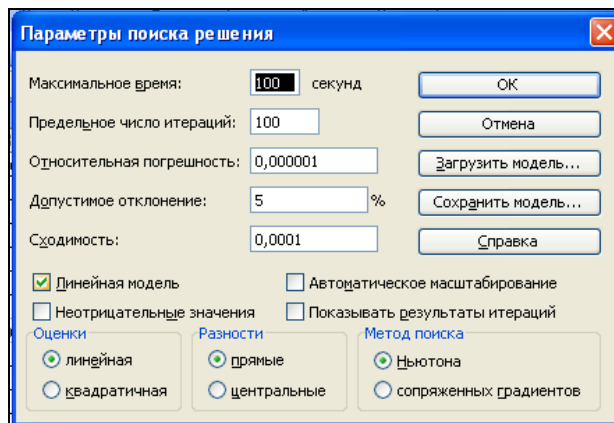 Параметры поиска решения
Максимальное время: 100 секунд
ОК
Предельное число итераций: 100
Отмена
Относительная погрешность: 0,000001
Загрузить модель...
Допустимое отклонение: 5 %
Сохранить модель...
Сходимость: 0,0001
Справка
Линейная модель
Автоматическое масштабирование
Неотрицательные значения
Показывать результаты итераций
Оценки
линейная
квадратичная
Разности
прямые
центральные
Метод поиска
Ньютона
сопряженных градиентов